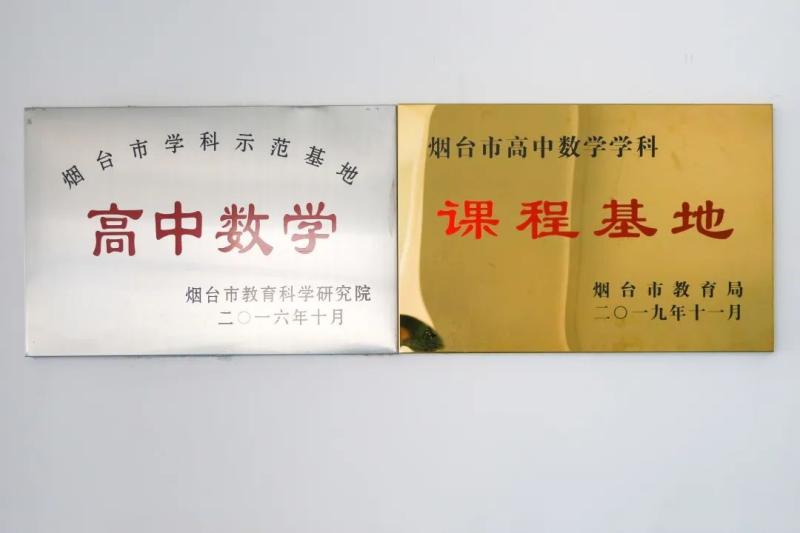 烟台市学科示范基地
高中数学
烟台市教育科学研究院
二〇一六年十月
烟台市高中数学学科
课程基地
烟台市教育局
二〇一九年十一月